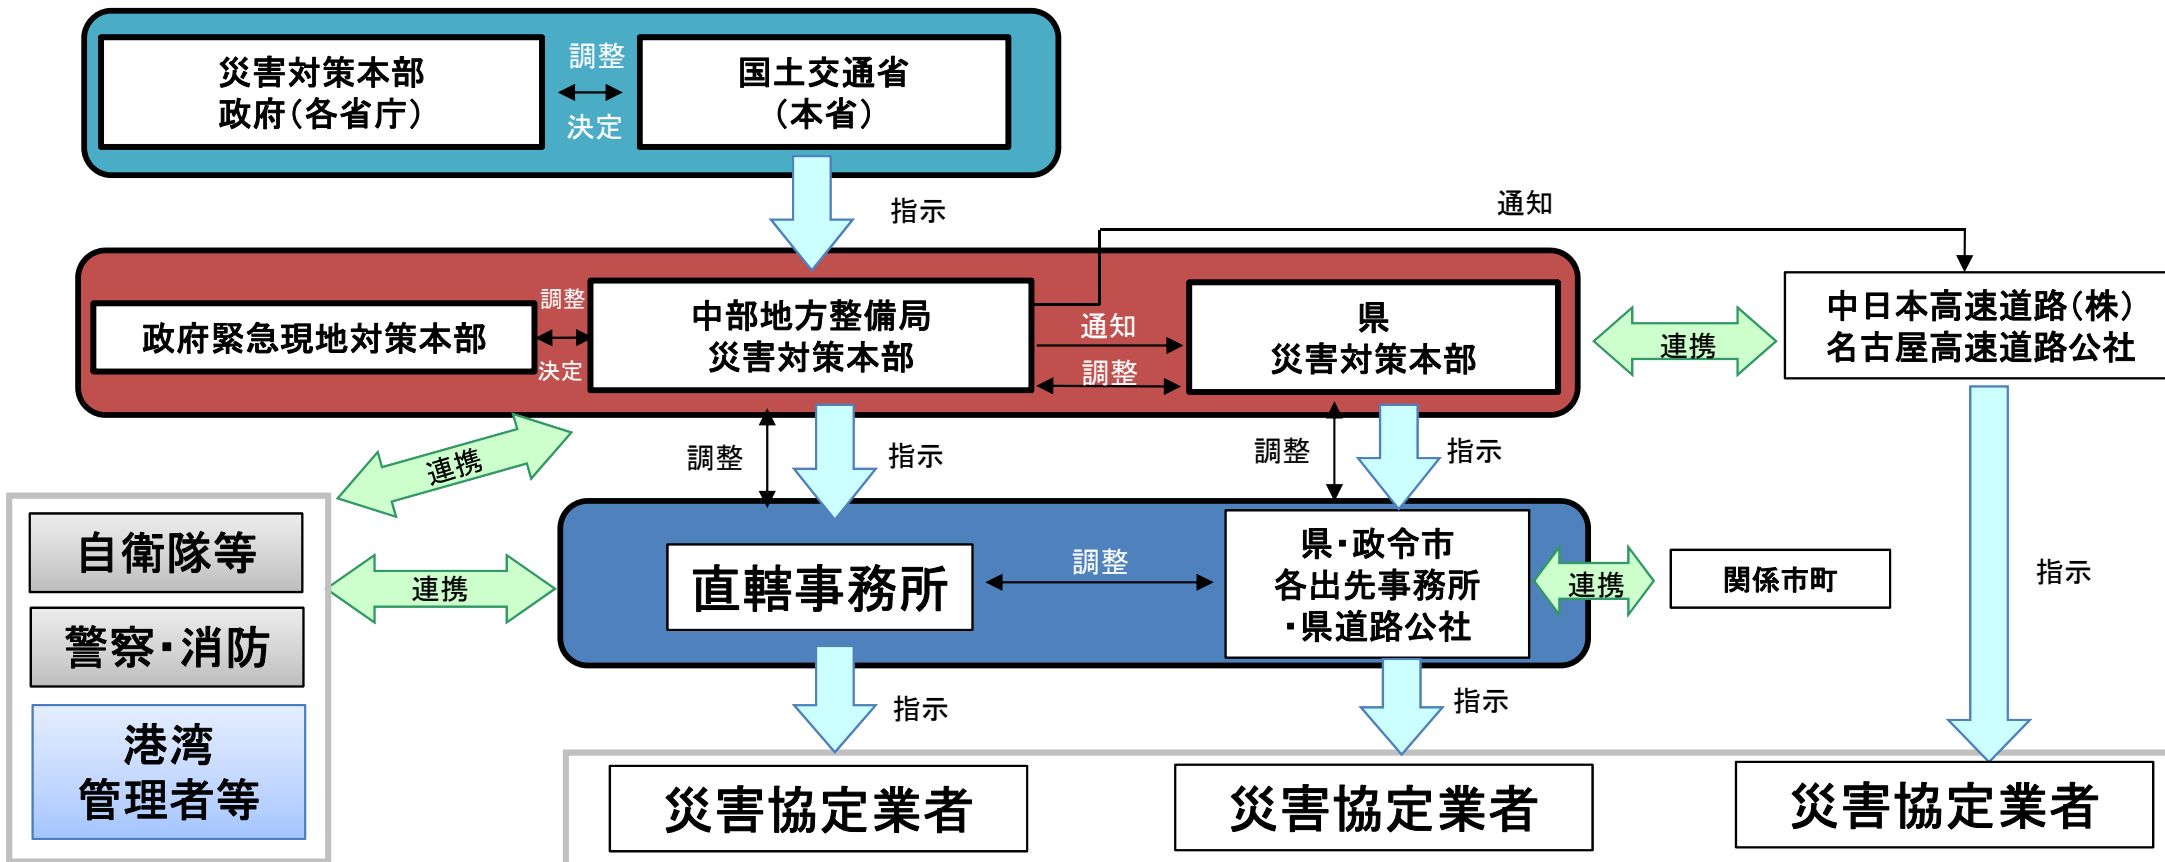 災害対策本部
政府(各省庁)
調整
決定
国土交通省
(本省)
指示
通知
政府緊急現地対策本部
調整
決定
中部地方整備局
災害対策本部
通知
調整
県
災害対策本部
連携
中日本高速道路(株)
名古屋高速道路公社
連携
調整
指示
調整
指示
自衛隊等
警察・消防
港湾
管理者等
連携
直轄事務所
調整
県・政令市
各出先事務所
・県道路公社
連携
関係市町
指示
指示
指示
災害協定業者
災害協定業者
災害協定業者